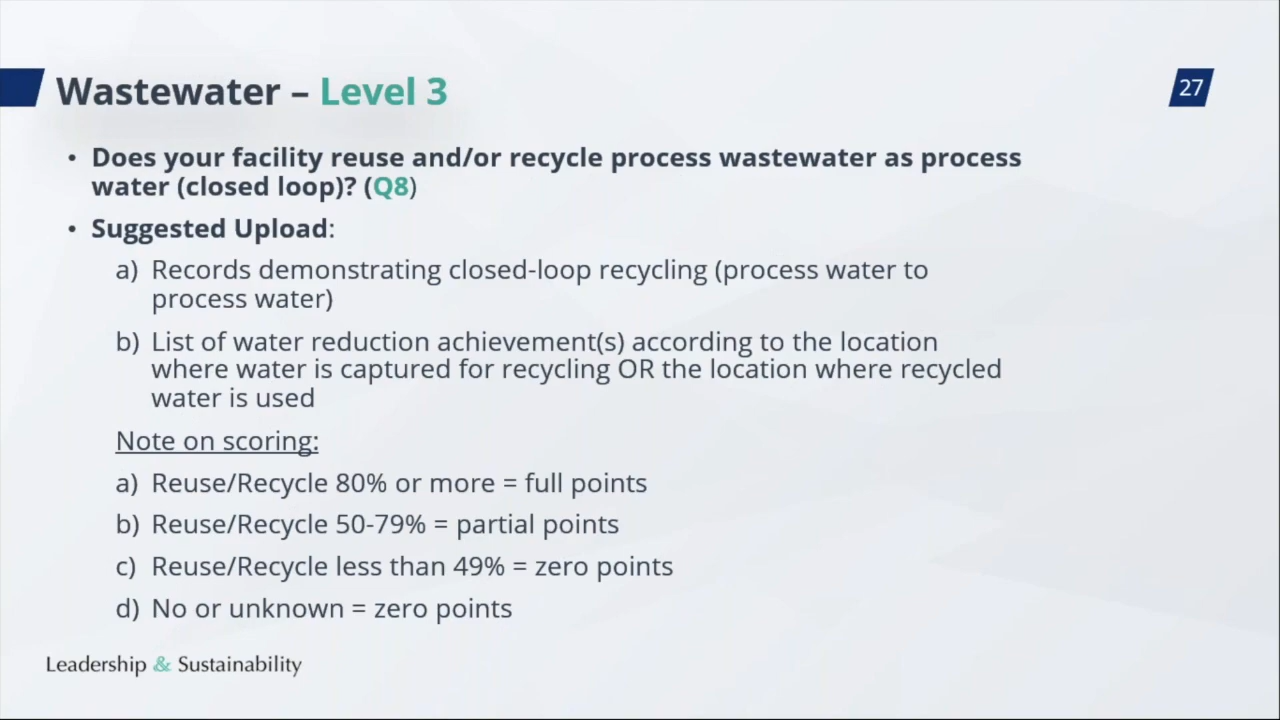 Wastewater – Level 3
27
• Does your facility reuse and/or recycle process wastewater as process
water (closed loop)? (Q8)
• Suggested Upload:
a) Records demonstrating closed-loop recycling (process water to
process water)
b) List of water reduction achievement(s) according to the location
where water is captured for recycling OR the location where recycled
water is used
Note on scoring:
a) Reuse/Recycle 80% or more = full points
b) Reuse/Recycle 50-79% = partial points
c) Reuse/Recycle less than 49% = zero points
d) No or unknown = zero points
Leadership & Sustainability